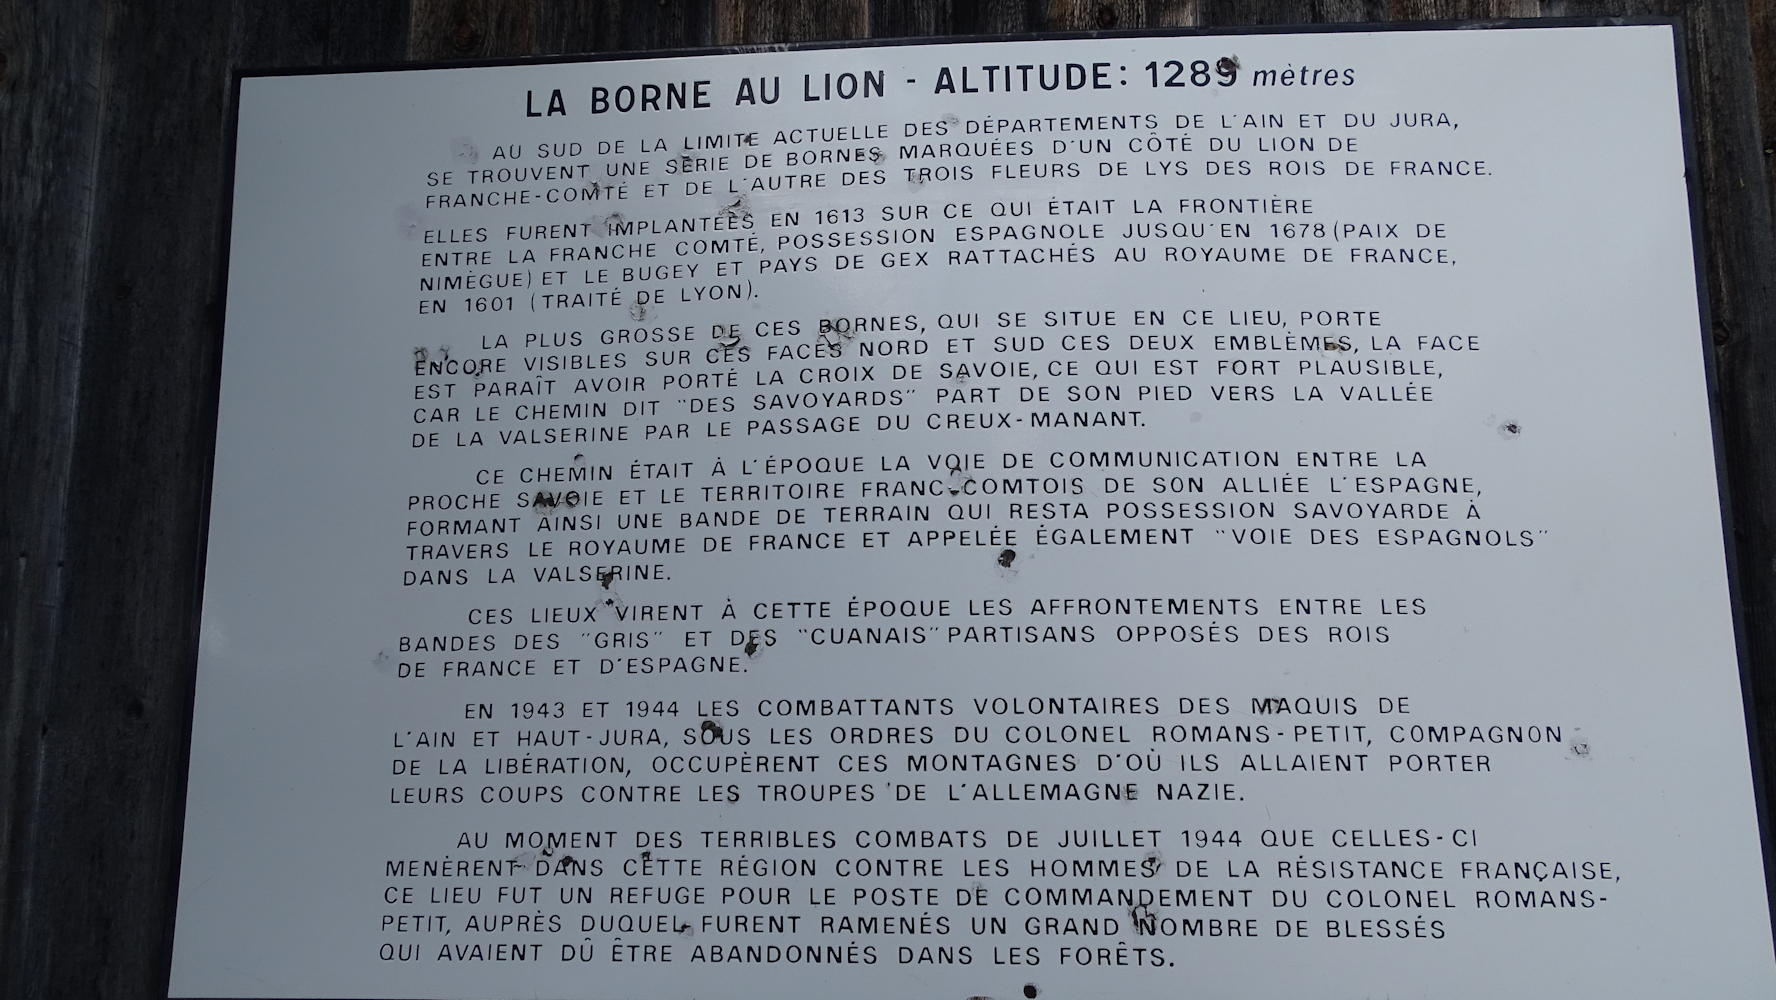 LA BORNE AU LION - ALTITUDE: 1289 mètres
AU SUD DE LA LIMITE ACTUELLE DES DÉPARTEMENTS DE L'AIN ET DU JURA,
SE TROUVENT UNE SÉRIE DE BORNES MARQUÉES D'UN CÔTÉ DU LION DE
FRANCHE-COMTÉ ET DE L'AUTRE DES TROIS FLEURS DE LYS DES ROIS DE FRANCE.
ELLES FURENT IMPLANTÉES EN 1613 SUR CE QUI ÉTAIT LA FRONTIÈRE
ENTRE LA FRANCHE COMTÉ, POSSESSION ESPAGNOLE JUSQU'EN 1678 (PAIX DE
NIMÈGUE) ET LE BUGEY ET PAYS DE GEX RATTACHÉS AU ROYAUME DE FRANCE,
EN 1601 (TRAITÉ DE LYON).
LA PLUS GROSSE DE CES BORNES, QUI SE SITUE EN CE LIEU, PORTE
ENCORE VISIBLES SUR CES FACES NORD ET SUD CES DEUX EMBLÈMES, LA FACE
EST PARAÎT AVOIR PORTÉ LA CROIX DE SAVOIE, CE QUI EST FORT PLAUSIBLE,
CAR LE CHEMIN DIT "DES SAVOYARDS" PART DE SON PIED VERS LA VALLÉE
DE LA VALSERINE PAR LE PASSAGE DU CREUX-MANANT.
CE CHEMIN ÉTAIT À L'ÉPOQUE LA VOIE DE COMMUNICATION ENTRE LA
PROCHE SAVOIE ET LE TERRITOIRE FRANC-COMTOIS DE SON ALLIÉE L'ESPAGNE,
FORMANT AINSI UNE BANDE DE TERRAIN QUI RESTA POSSESSION SAVOYARDE À
TRAVERS LE ROYAUME DE FRANCE ET APPELÉE ÉGALEMENT "VOIE DES ESPAGNOLS"
DANS LA VALSERINE.
CES LIEUX VIRENT À CETTE ÉPOQUE LES AFFRONTEMENTS ENTRE LES
BANDES DES "GRIS" ET DES "CUANAIS" PARTISANS OPPOSÉS DES ROIS
DE FRANCE ET D'ESPAGNE.
EN 1943 ET 1944 LES COMBATTANTS VOLONTAIRES DES MAQUIS DE
L'AIN ET HAUT-JURA, SOUS LES ORDRES DU COLONEL ROMANS-PETIT, COMPAGNON
DE LA LIBÉRATION, OCCUPÈRENT CES MONTAGNES D'OÙ ILS ALLAIENT PORTER
LEURS COUPS CONTRE LES TROUPES DE L'ALLEMAGNE NAZIE.
AU MOMENT DES TERRIBLES COMBATS DE JUILLET 1944 QUE CELLES-CI
MENÈRENT DANS CETTE RÉGION CONTRE LES HOMMES DE LA RÉSISTANCE FRANÇAISE,
CE LIEU FUT UN REFUGE POUR LE POSTE DE COMMANDEMENT DU COLONEL ROMANS-
PETIT, AUPRÈS DUQUEL FURENT RAMENÉS UN GRAND NOMBRE DE BLESSÉS
QUI AVAIENT DÛ ÊTRE ABANDONNÉS DANS LES FORÊTS.